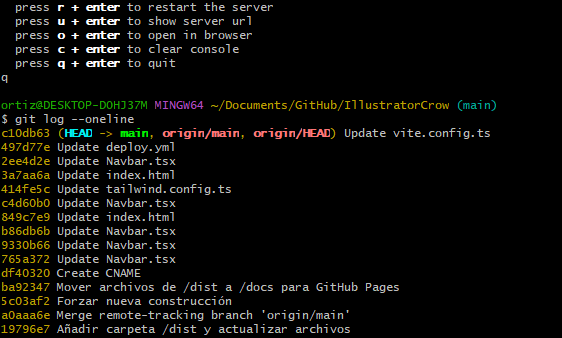 press r + enter to restart the server
press u + enter to show server url
press o + enter to open in browser
press c + enter to clear console
press q + enter to quit
q
ortiz@DESKTOP-DOHJ37M MINGW64 ~/Documents/GitHub/IllustratorCrow (main)
$ git log --oneline
c10db63 (HEAD -> main, origin/main, origin/HEAD) Update vite.config.ts
497d77e Update deploy.yml
2ee4d2e Update Navbar.tsx
3a7aa6a Update index.html
414fe5c Update tailwind.config.ts
c4d60b0 Update Navbar.tsx
849c7e9 Update index.html
b86db6b Update Navbar.tsx
9330b66 Update Navbar.tsx
765a372 Update Navbar.tsx
df40320 Create CNAME
ba92347 Mover archivos de /dist a /docs para GitHub Pages
5c03af2 Forzar nueva construcción
a0aaa6e Merge remote-tracking branch 'origin/main'
19796e7 Añadir carpeta /dist y actualizar archivos